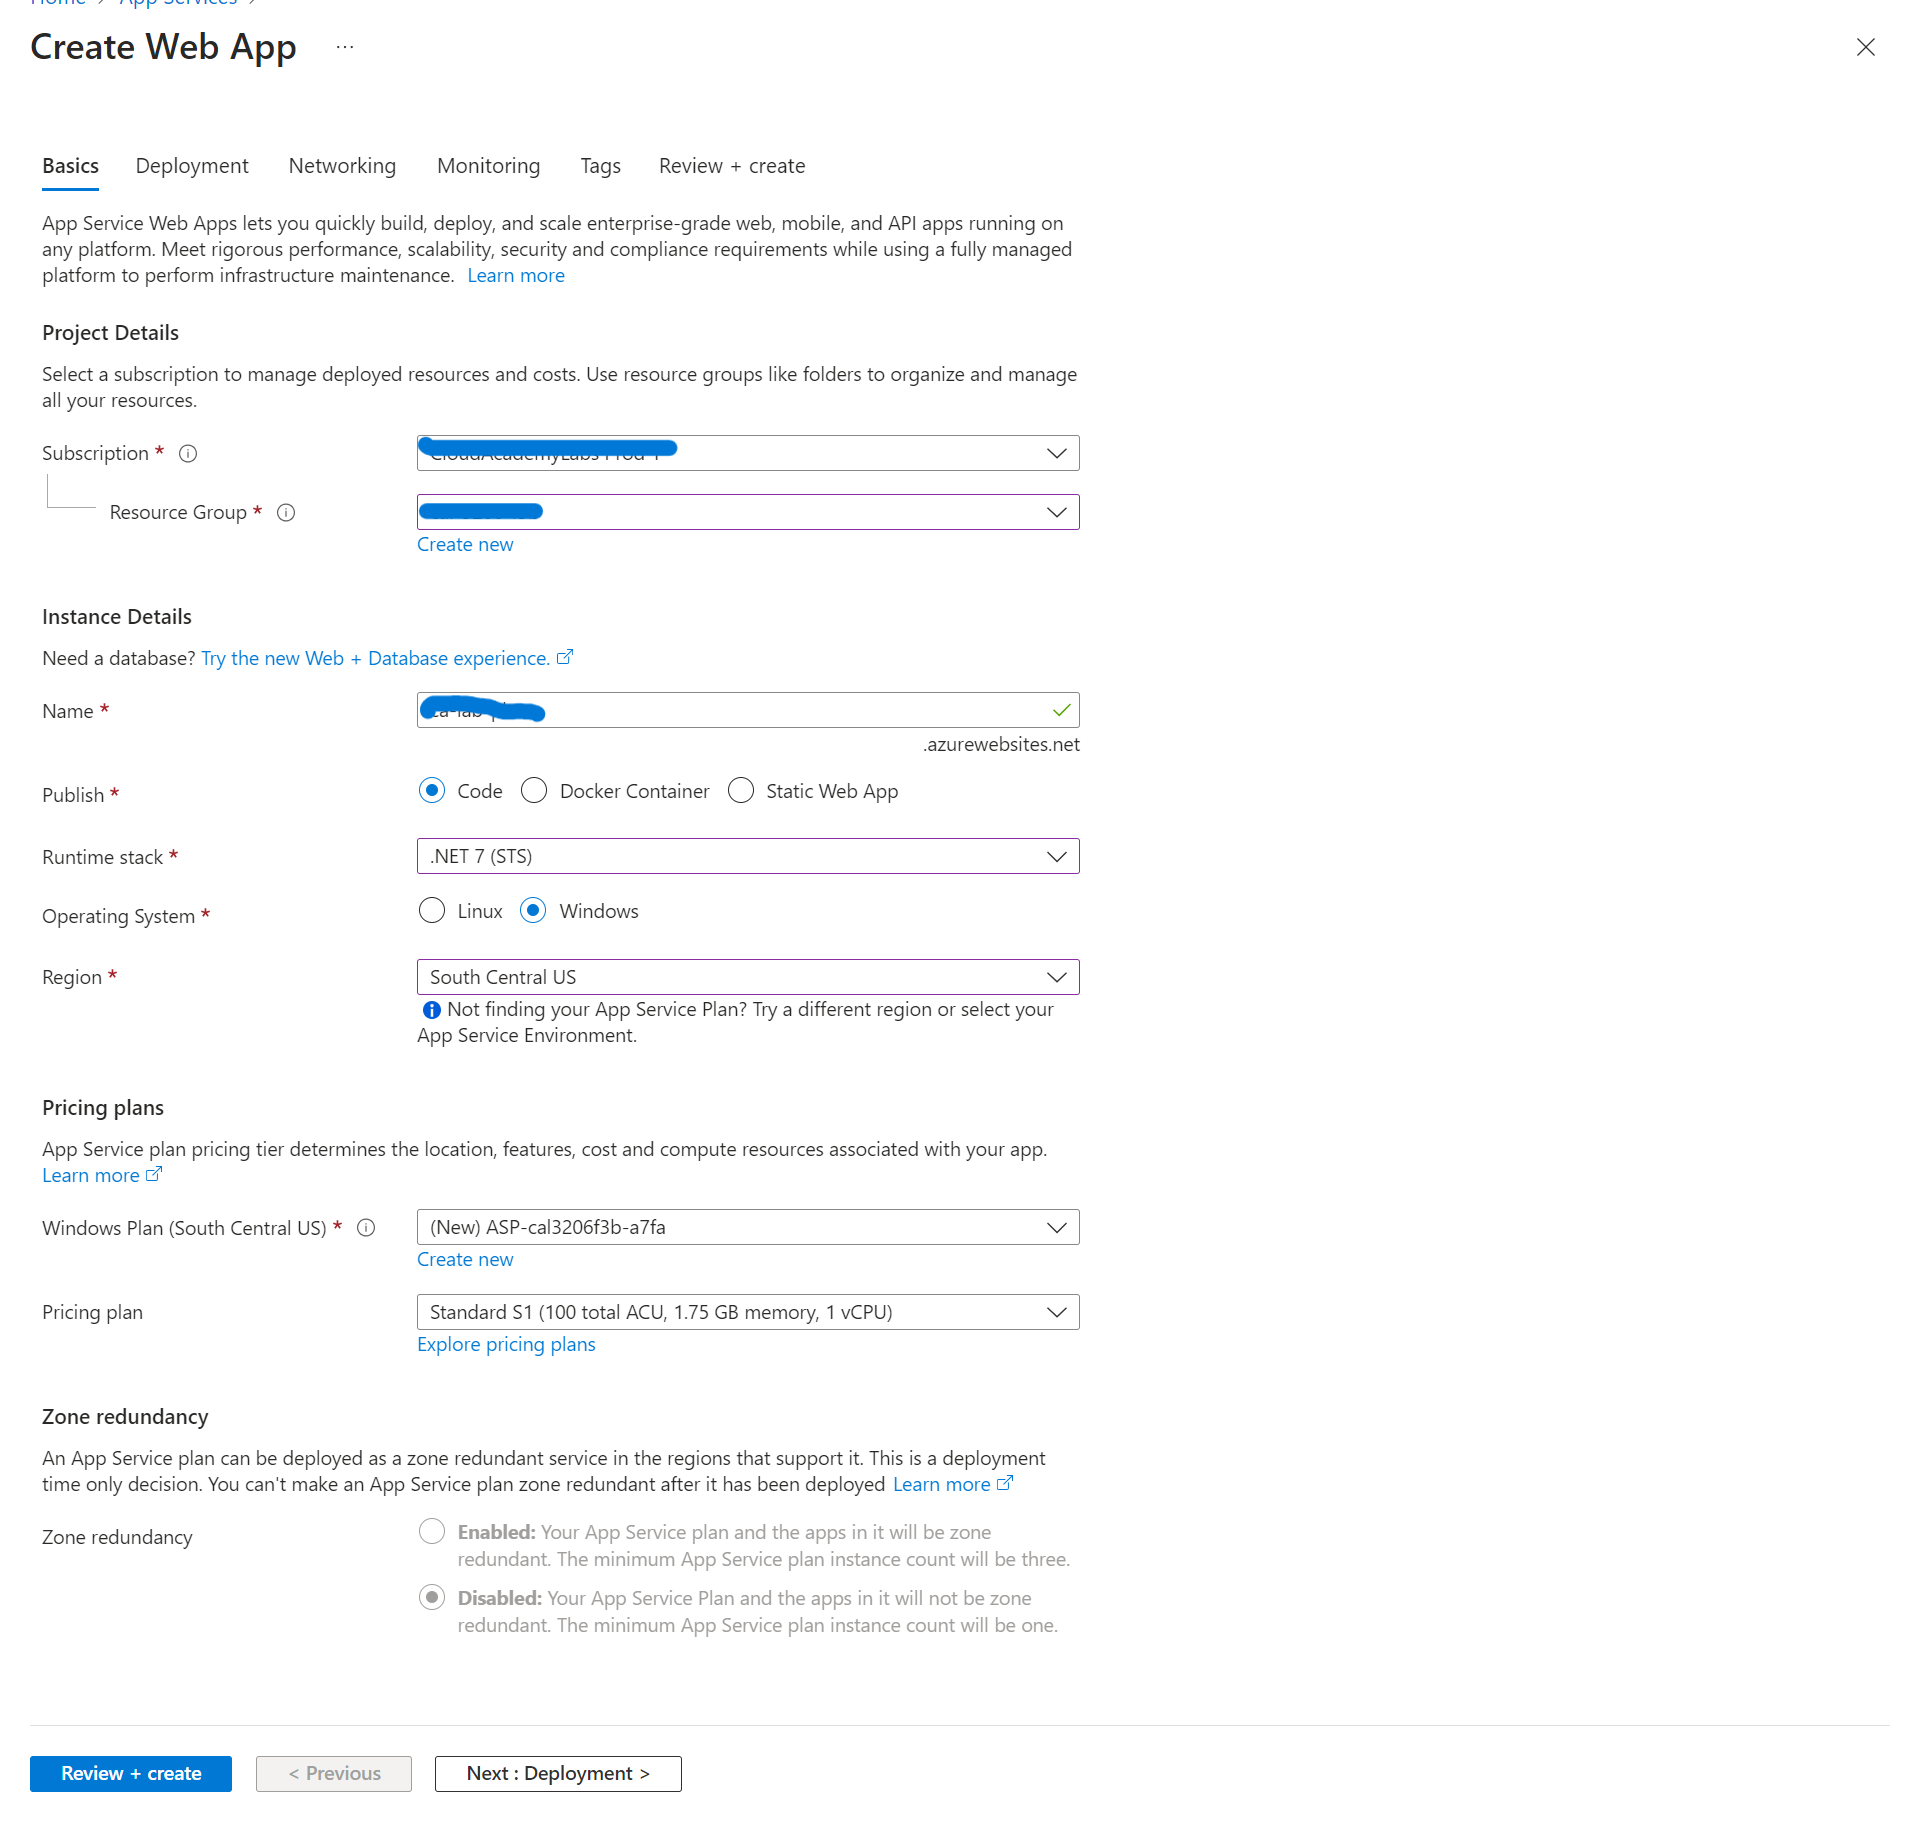 Home > App Services >
Create Web App ...
Basics Deployment Networking Monitoring Tags Review + create
App Service Web Apps lets you quickly build, deploy, and scale enterprise-grade web, mobile, and API apps running on
any platform. Meet rigorous performance, scalability, security and compliance requirements while using a fully managed
platform to perform infrastructure maintenance. Learn more
Project Details
Select a subscription to manage deployed resources and costs. Use resource groups like folders to organize and manage
all your resources.
Subscription *
Resource Group *
Create new
Instance Details
Need a database? Try the new Web + Database experience.
Name *
.azurewebsites.net
Publish * Code Docker Container Static Web App
Runtime stack * .NET 7 (STS)
Operating System * Linux Windows
Region * South Central US
Not finding your App Service Plan? Try a different region or select your
App Service Environment.
Pricing plans
App Service plan pricing tier determines the location, features, cost and compute resources associated with your app.
Learn more
Windows Plan (South Central US) * (New) ASP-cal3206f3b-a7fa
Create new
Pricing plan Standard S1 (100 total ACU, 1.75 GB memory, 1 vCPU)
Explore pricing plans
Zone redundancy
An App Service plan can be deployed as a zone redundant service in the regions that support it. This is a deployment
time only decision. You can't make an App Service plan zone redundant after it has been deployed Learn more
Zone redundancy Enabled: Your App Service plan and the apps in it will be zone
redundant. The minimum App Service plan instance count will be three.
Disabled: Your App Service Plan and the apps in it will not be zone
redundant. The minimum App Service plan instance count will be one.
Review + create < Previous Next : Deployment >